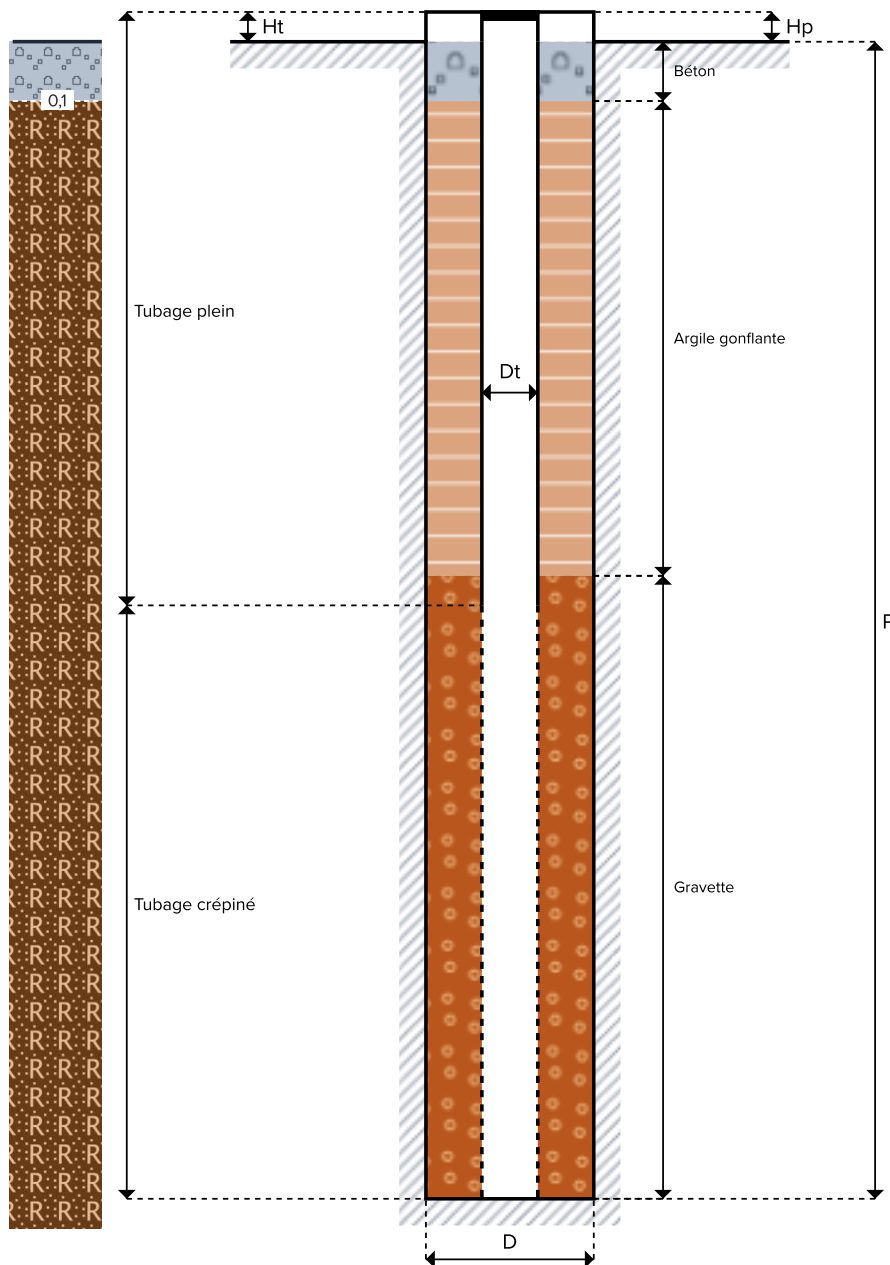 Ht
Hp
Béton
0,1
Tubage plein
Argile gonflante
Dt
P
Tubage crépiné
Gravette
D